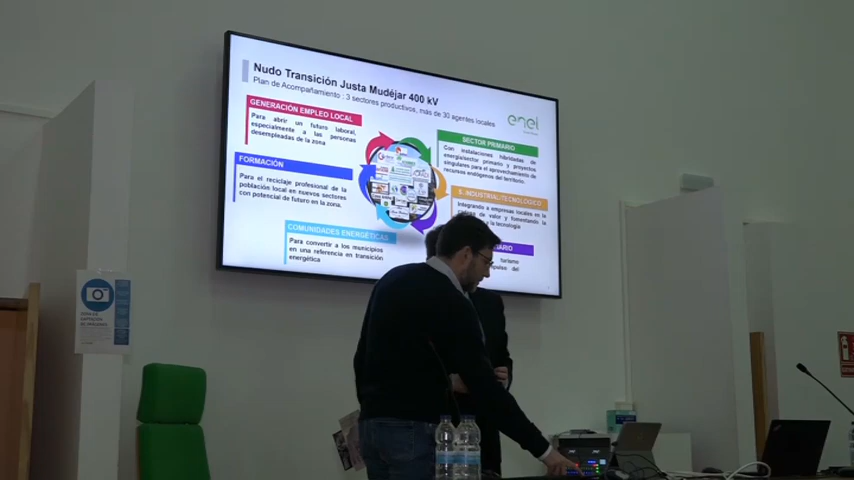 Nudo Transición Justa Mudéjar 400 kV
Plan de Acompañamiento : 3 sectores productivos, más de 30 agentes locales
enel
GENERACIÓN EMPLEO LOCAL
Para abrir un futuro laboral,
especialmente a las personas
desempleadas de la zona
FORMACIÓN
Para el reciclaje profesional de la
población local en nuevos sectores
con potencial de futuro en la zona.
COMUNIDADES ENERGÉTICAS
Para convertir a los municipios
en una referencia en transición
energética
SECTOR PRIMARIO
Con instalaciones hibridadas de
energía/sector primario y proyectos
singulares para el aprovechamiento de
recursos endógenos del territorio.
S. INDUSTRIAL/TECNOLÓGICO
Integrando a empresas locales en la
de valor y fomentando la
y la tecnología
turismo
del